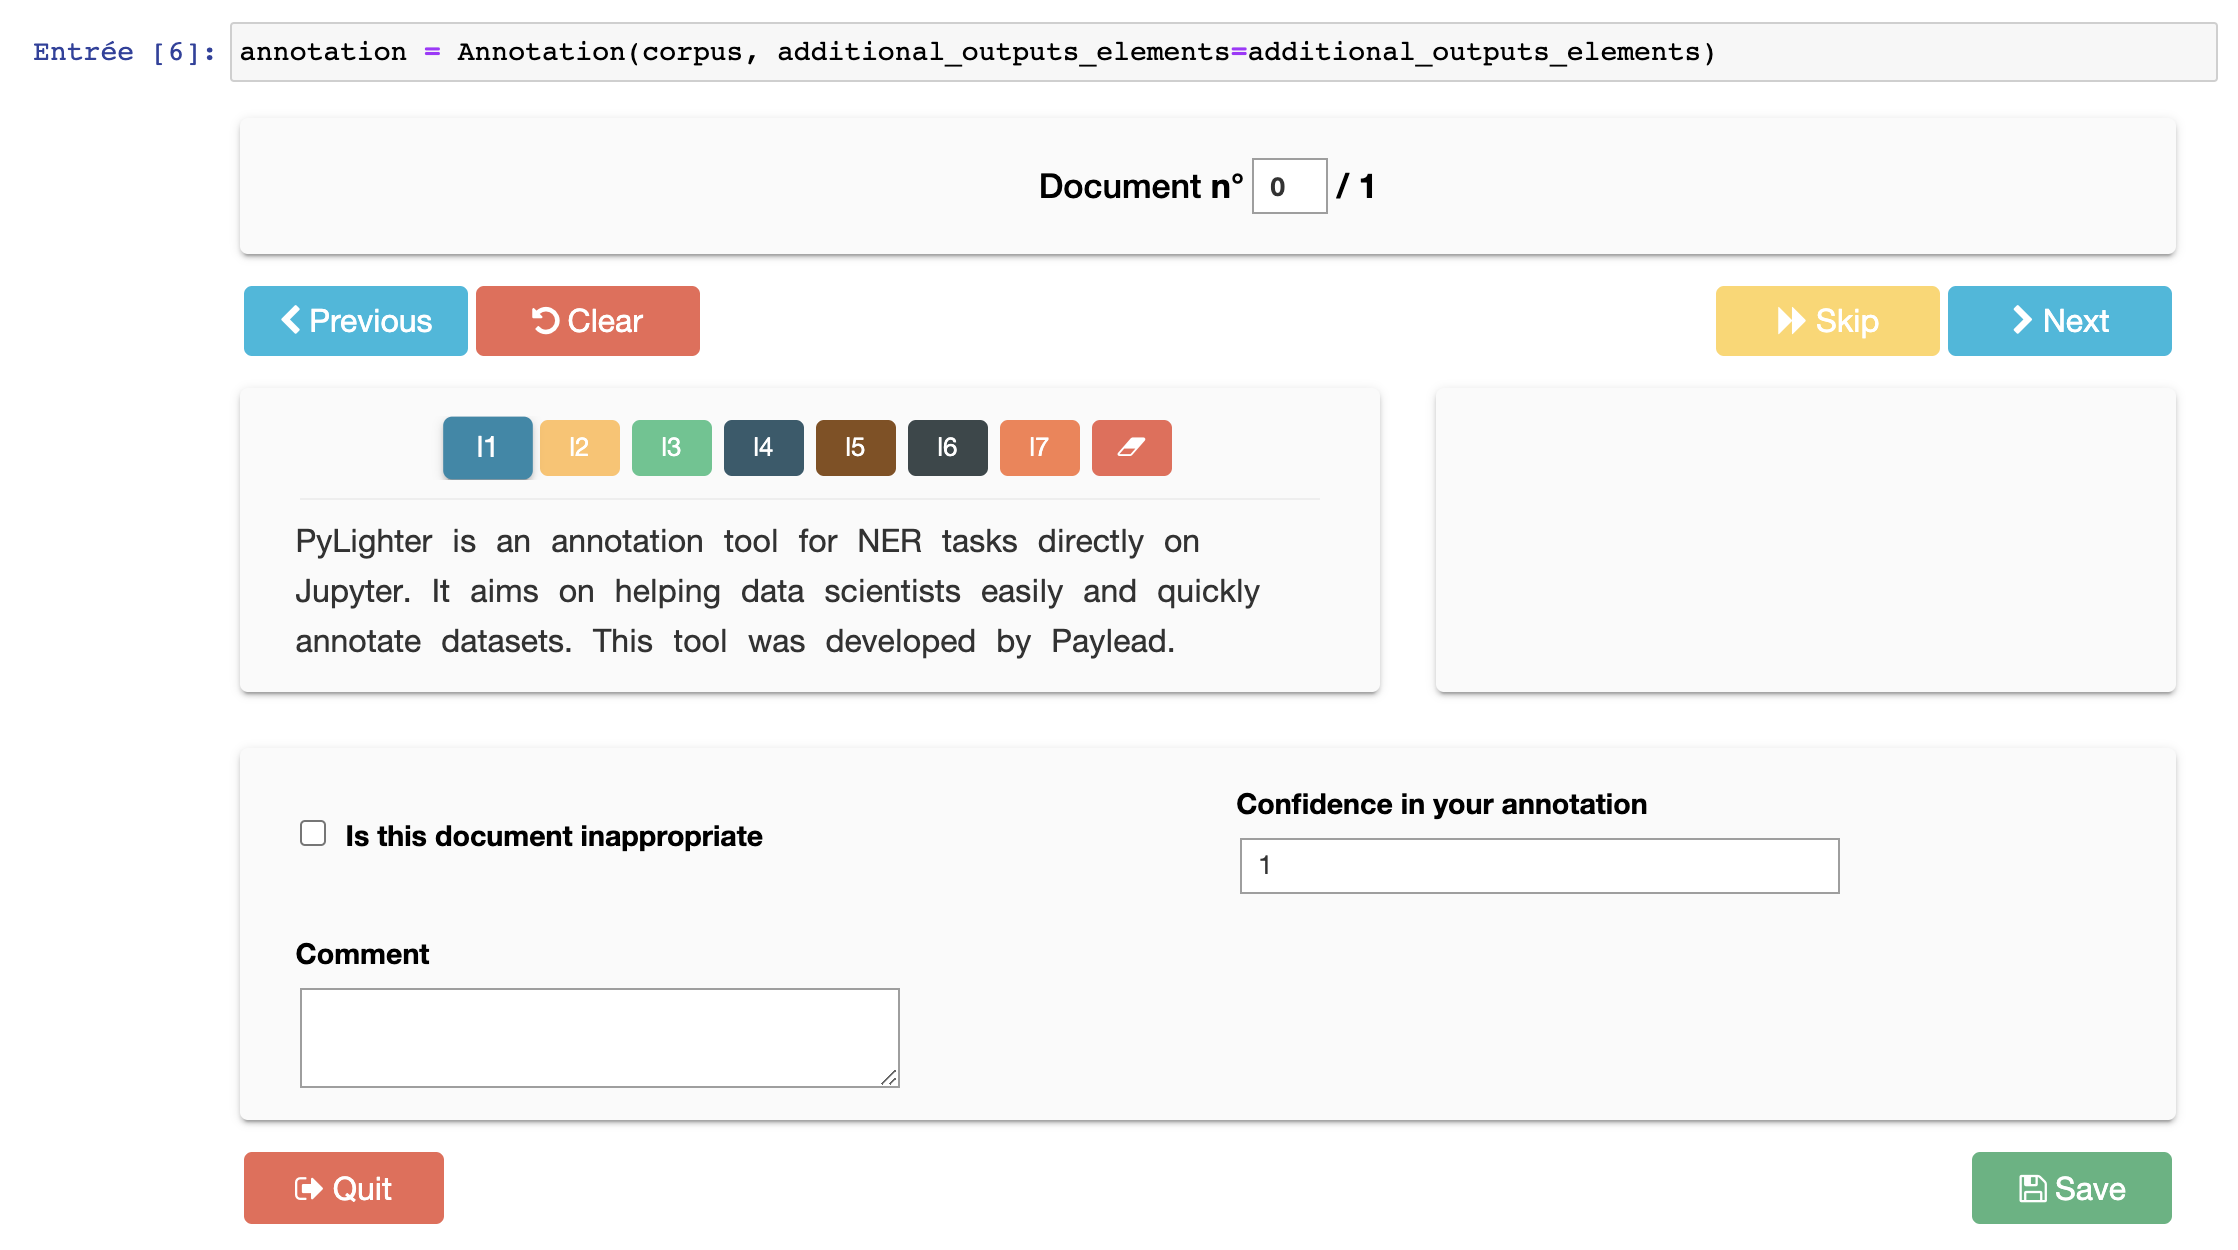 Entrée [6]: annotation = Annotation(corpus, additional_outputs_elements=additional_outputs_elements)
Document n° 0 / 1
Previous Clear Skip Next
l1 l2 l3 l4 l5 l6 l7
PyLighter is an annotation tool for NER tasks directly on
Jupyter. It aims on helping data scientists easily and quickly
annotate datasets. This tool was developed by Paylead.
Is this document inappropriate
Confidence in your annotation
1
Comment
Quit Save